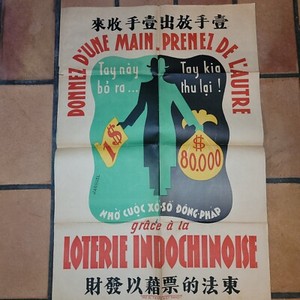 來收手壹出放手壹
DONNEZ D'UNE MAIN. PRENEZ DE L'AUTRE
Tay này
bỏ ra...
Tay kia
thu lại !
1$
$
80.000
NHỜ CUỘC XỔ-SỐ ĐÔNG-PHÁP
grâce à la
LOTERIE INDOCHINOISE
財發以藉票的法東